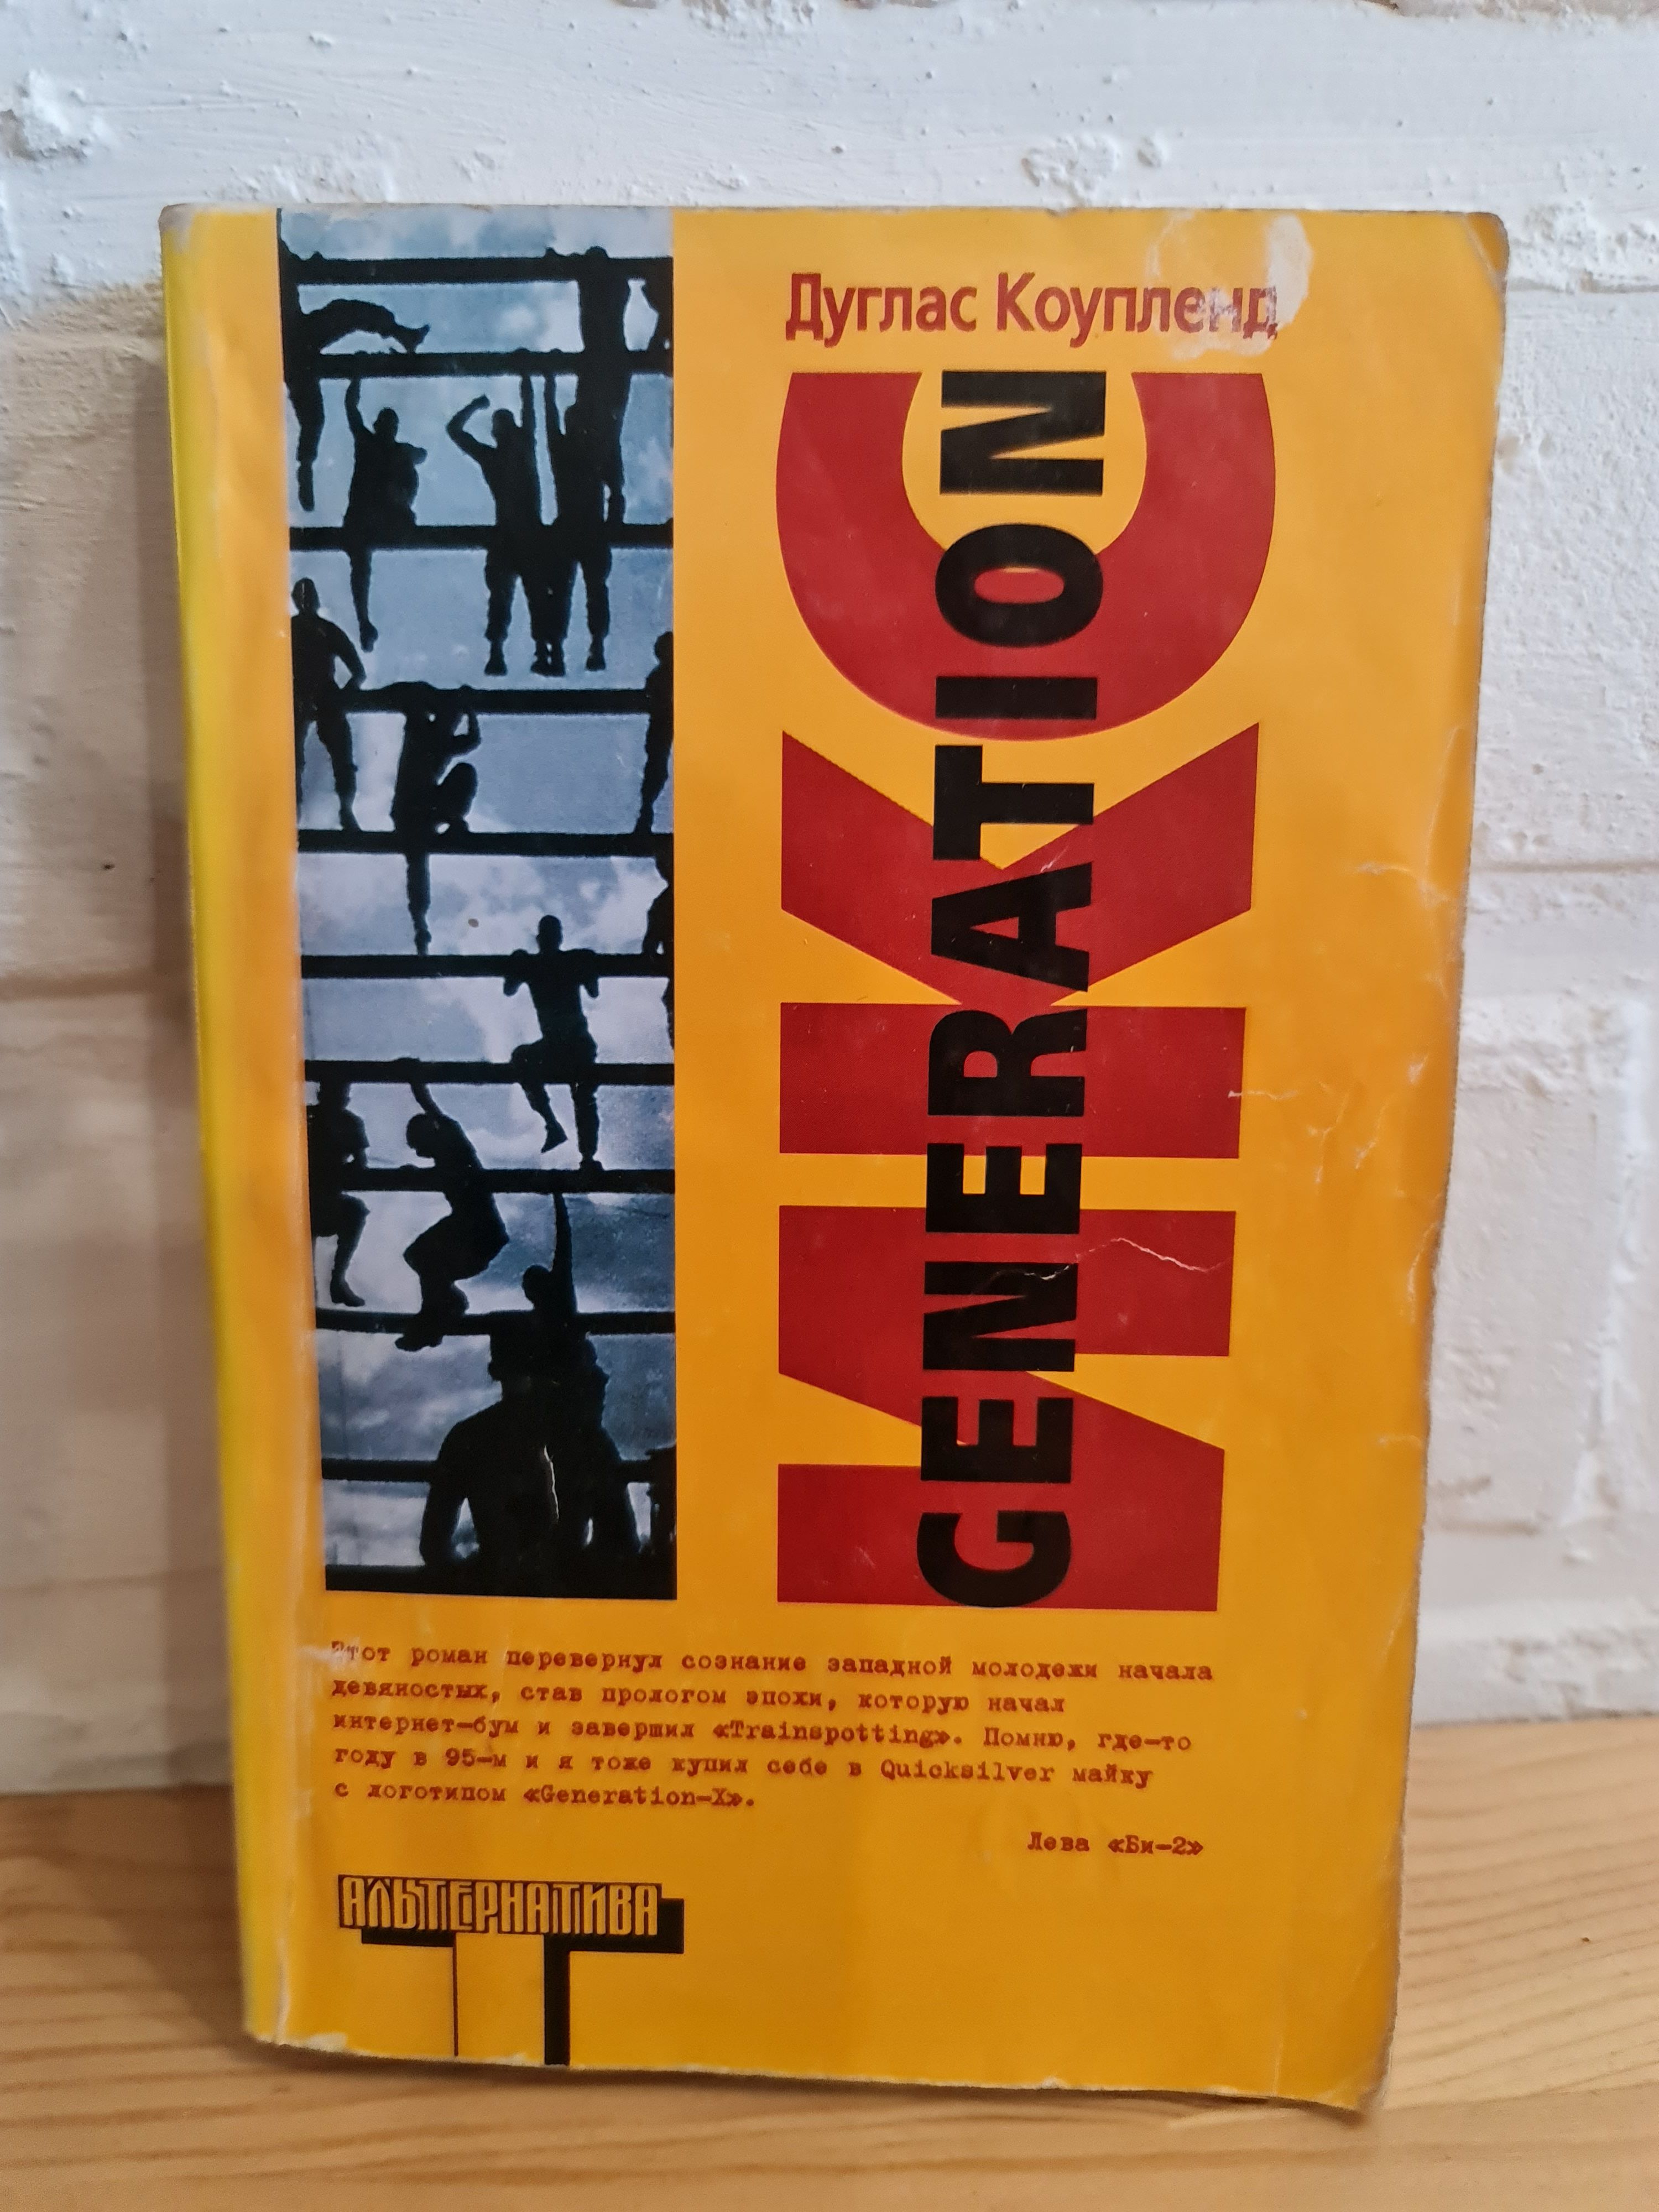 Дуглас Коупленд
GENERATION
ИКС
Этот роман перевернул сознание западной молодежи начала
девяностых, став прологом эпохи, которую начал
интернет-бум и завершил «Trainspotting». Помню, где-то
году в 95-м и я тоже купил себе в Quicksilver майку
с логотипом «Generation-X».
Лева «Би-2»
АЛЬТЕРНАТИВА